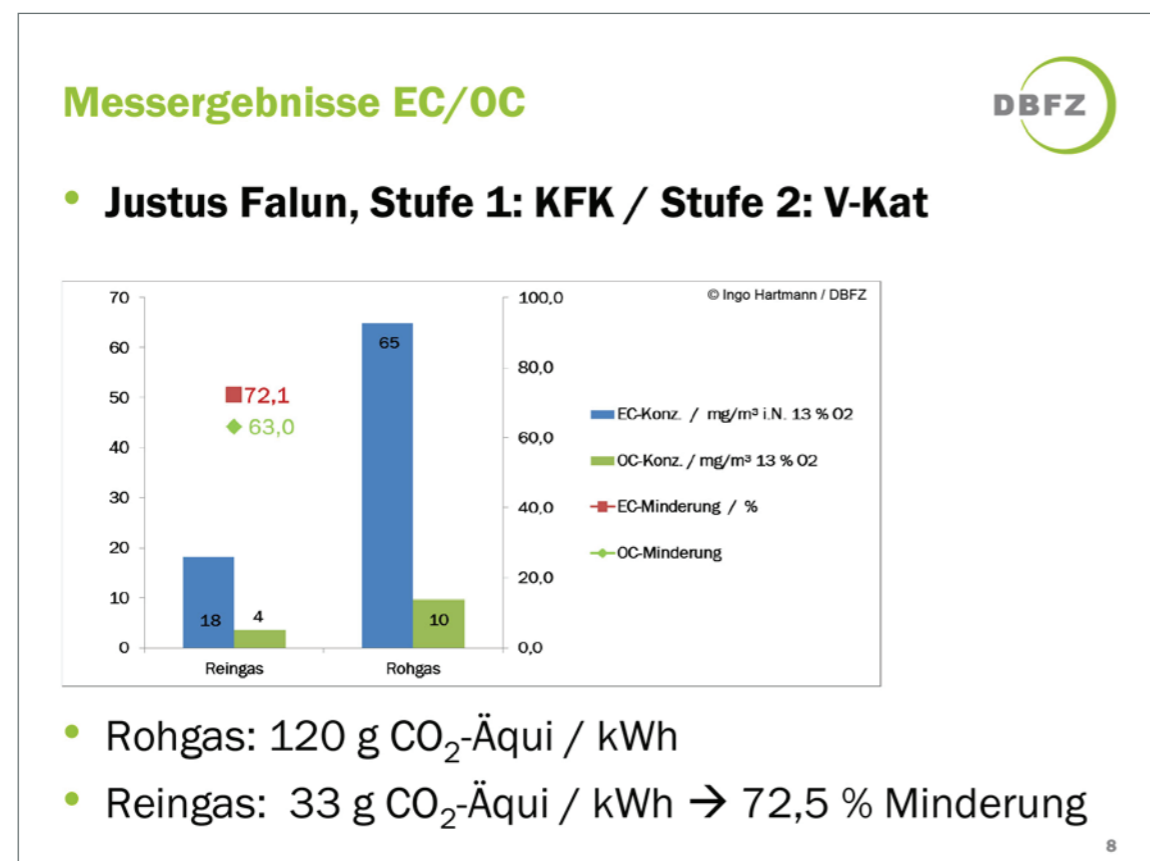 Messergebnisse EC/OC
DBFZ
• Justus Falun, Stufe 1: KFK / Stufe 2: V-Kat
© Ingo Hartmann / DBFZ
70
60
50
40
30
20
10
0
72,1
63,0
18
4
65
10
Reingas
Rohgas
100,0
80,0
60,0
40,0
20,0
0,0
EC-Konz. / mg/m³ i.N. 13 % O2
OC-Konz. / mg/m³ 13 % O2
EC-Minderung / %
OC-Minderung
• Rohgas: 120 g CO₂-Äqui / kWh
• Reingas: 33 g CO₂-Äqui / kWh → 72,5 % Minderung
8